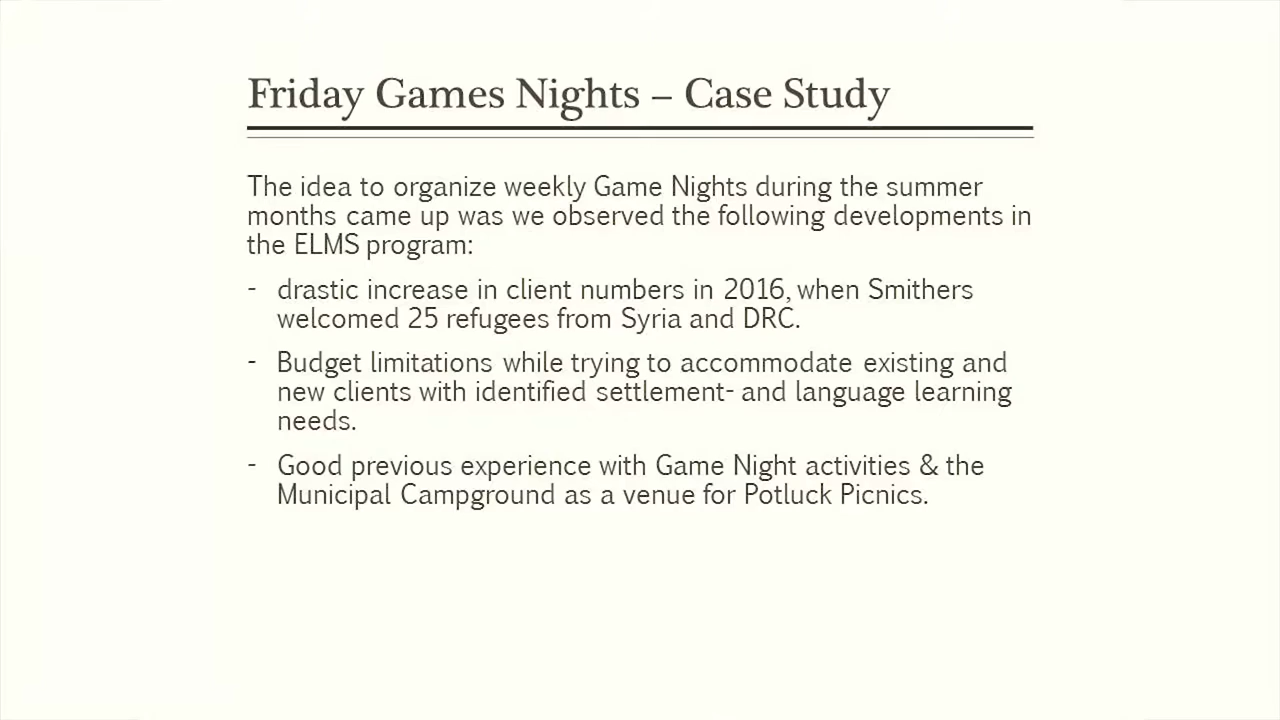 Friday Games Nights – Case Study
The idea to organize weekly Game Nights during the summer
months came up was we observed the following developments in
the ELMS program:
- drastic increase in client numbers in 2016, when Smithers
welcomed 25 refugees from Syria and DRC.
- Budget limitations while trying to accommodate existing and
new clients with identified settlement- and language learning
needs.
- Good previous experience with Game Night activities & the
Municipal Campground as a venue for Potluck Picnics.